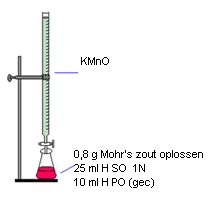 KMnO
0,8 g Mohr's zout oplossen
25 ml H SO 1N
10 ml H PO (gec)